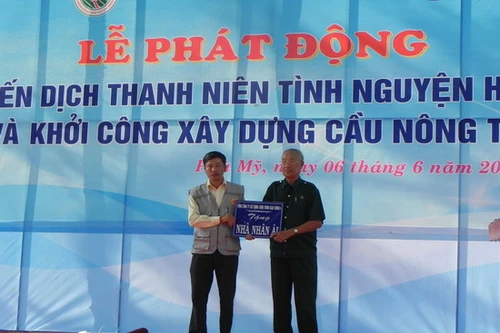 LỄ PHÁT ĐỘNG
ẾN DỊCH THANH NIÊN TÌNH NGUYỆN H
VÀ KHỞI CÔNG XÂY DỰNG CẦU NÔNG T
Mỹ, ngày 06 tháng 6 năm 20
Tặng
NHÀ NHÂN ÁI